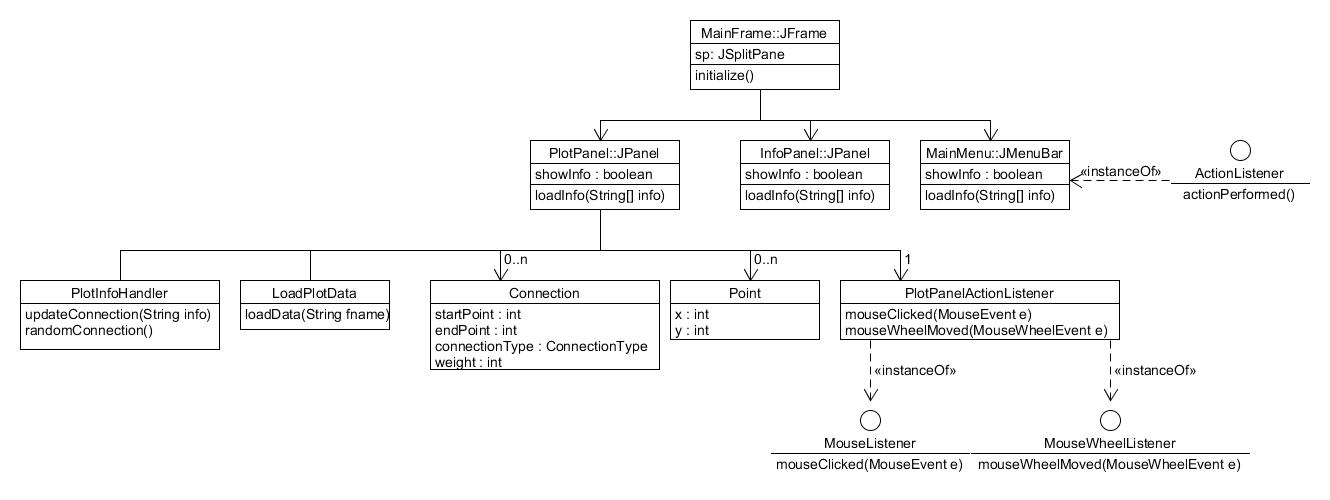 MainFrame::JFrame
sp: JSplitPane
initialize()
PlotPanel::JPanel
showInfo : boolean
loadInfo(String[] info)
InfoPanel::JPanel
showInfo : boolean
loadInfo(String[] info)
MainMenu::JMenuBar
showInfo : boolean
loadInfo(String[] info)
«instanceOf»
ActionListener
actionPerformed()
PlotInfoHandler
updateConnection(String info)
randomConnection()
LoadPlotData
loadData(String fname)
0..n
Connection
startPoint : int
endPoint : int
connectionType : ConnectionType
weight : int
0..n
Point
x : int
y : int
1
PlotPanelActionListener
mouseClicked(MouseEvent e)
mouseWheelMoved(MouseWheelEvent e)
«instanceOf»
«instanceOf»
MouseListener
mouseClicked(MouseEvent e)
MouseWheelListener
mouseWheelMoved(MouseWheelEvent e)